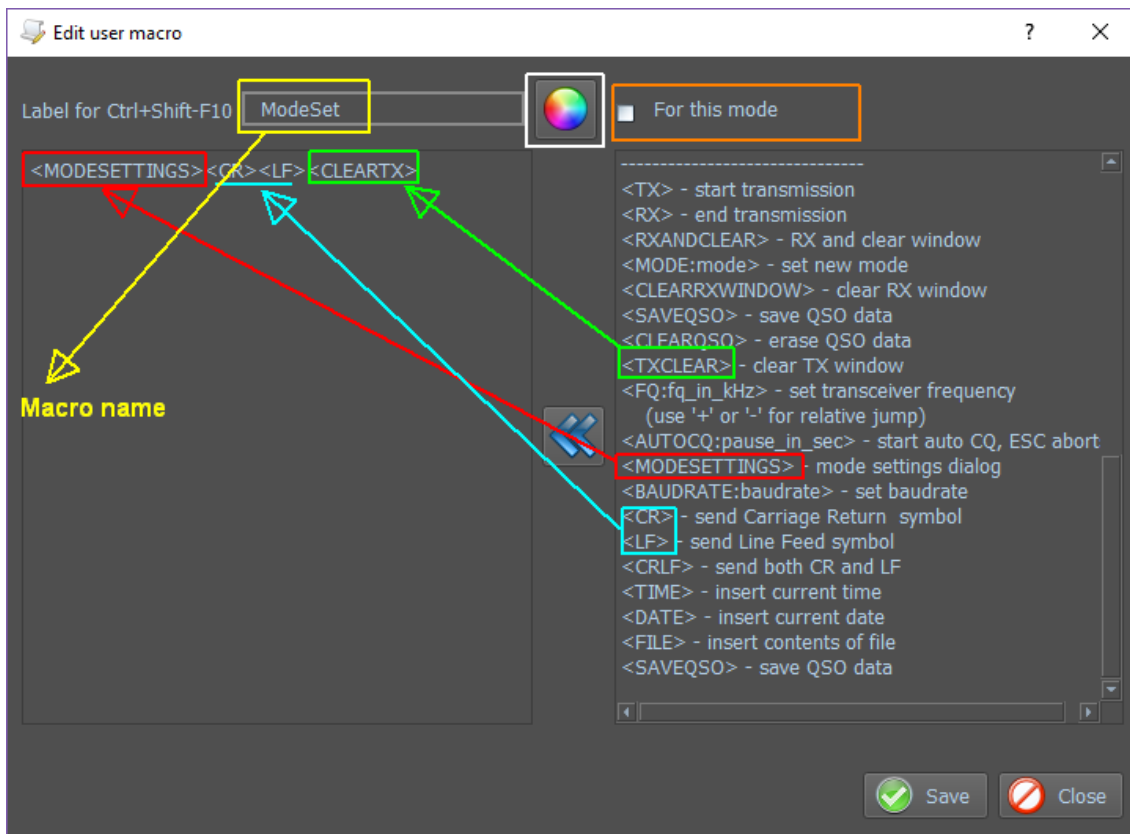 Edit user macro
?
Label for Ctrl+Shift-F10
ModeSet
For this mode
<MODESETTINGS><CR><LF><CLEARTX>
Macro name
--------------------------------
<TX> - start transmission
<RX> - end transmission
<RXANDCLEAR> - RX and clear window
<MODE:mode> - set new mode
<CLEARRXWINDOW> - clear RX window
<SAVEQSO> - save QSO data
<CLEARQSO> - erase QSO data
<TXCLEAR> - clear TX window
<FQ:fq_in_kHz> - set transceiver frequency
(use '+' or '-' for relative jump)
<AUTOCQ:pause_in_sec> - start auto CQ, ESC abort
<MODESETTINGS> - mode settings dialog
<BAUDRATE:baudrate> - set baudrate
<CR> - send Carriage Return  symbol
<LF> - send Line Feed symbol
<CRLF> - send both CR and LF
<TIME> - insert current time
<DATE> - insert current date
<FILE> - insert contents of file
<SAVEQSO> - save QSO data
Save
Close